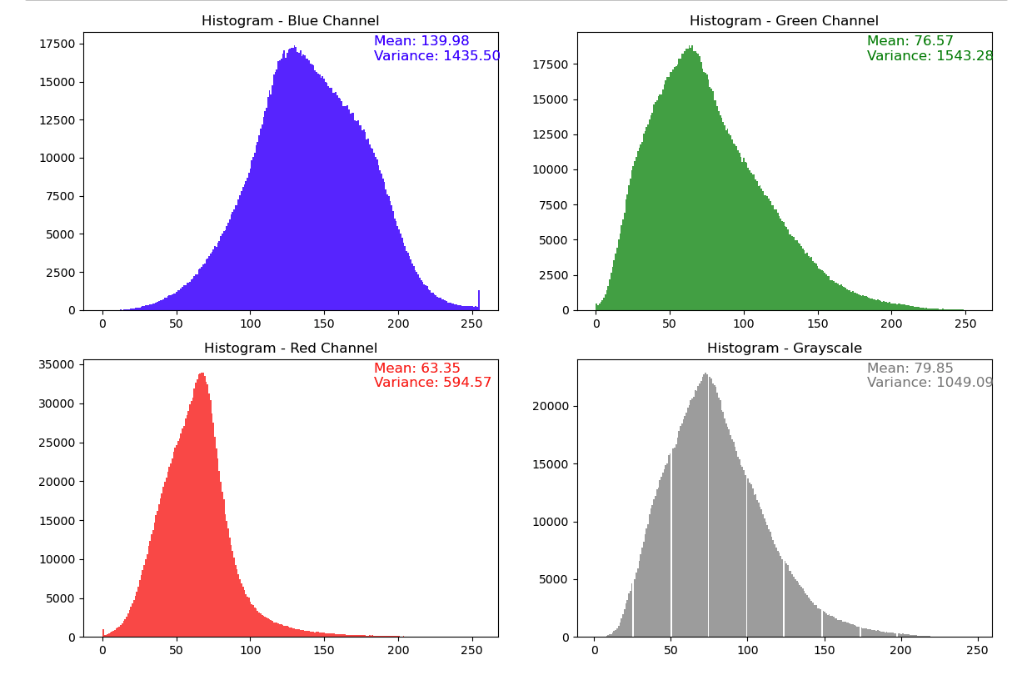 Histogram - Blue Channel
Mean: 139.98
Variance: 1435.50
17500
15000
12500
10000
7500
5000
2500
0
0 50 100 150 200 250
Histogram - Green Channel
Mean: 76.57
Variance: 1543.28
17500
15000
12500
10000
7500
5000
2500
0
0 50 100 150 200 250
Histogram - Red Channel
Mean: 63.35
Variance: 594.57
35000
30000
25000
20000
15000
10000
5000
0
0 50 100 150 200 250
Histogram - Grayscale
Mean: 79.85
Variance: 1049.09
20000
15000
10000
5000
0
0 50 100 150 200 250